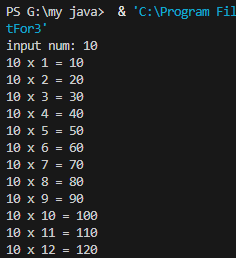 PS G:\my java>  & 'C:\Program Fil
tFor3'
input num: 10
10 x 1 = 10
10 x 2 = 20
10 x 3 = 30
10 x 4 = 40
10 x 5 = 50
10 x 6 = 60
10 x 7 = 70
10 x 8 = 80
10 x 9 = 90
10 x 10 = 100
10 x 11 = 110
10 x 12 = 120